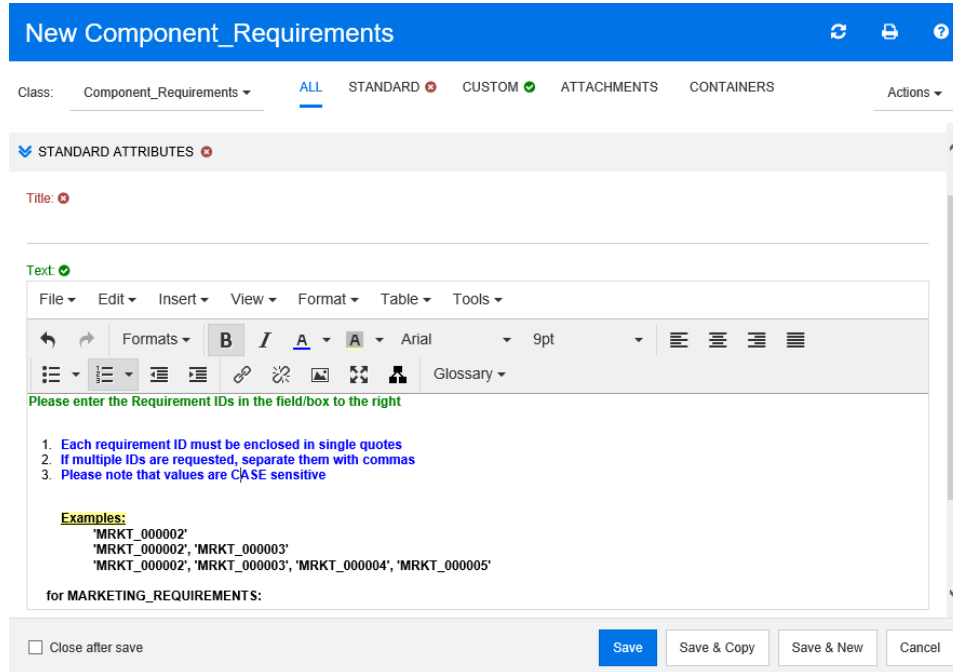 New Component_Requirements
Class: Component_Requirements ALL STANDARD CUSTOM ATTACHMENTS CONTAINERS Actions
STANDARD ATTRIBUTES
Title:
Text:
File Edit Insert View Format Table Tools
Formats B I A A Arial 9pt
Glossary
Please enter the Requirement IDs in the field/box to the right
1. Each requirement ID must be enclosed in single quotes
2. If multiple IDs are requested, separate them with commas
3. Please note that values are CASE sensitive
Examples:
'MRKT_000002'
'MRKT_000002', 'MRKT_000003'
'MRKT_000002', 'MRKT_000003', 'MRKT_000004', 'MRKT_000005'
for MARKETING_REQUIREMENTS:
Close after save Save Save & Copy Save & New Cancel